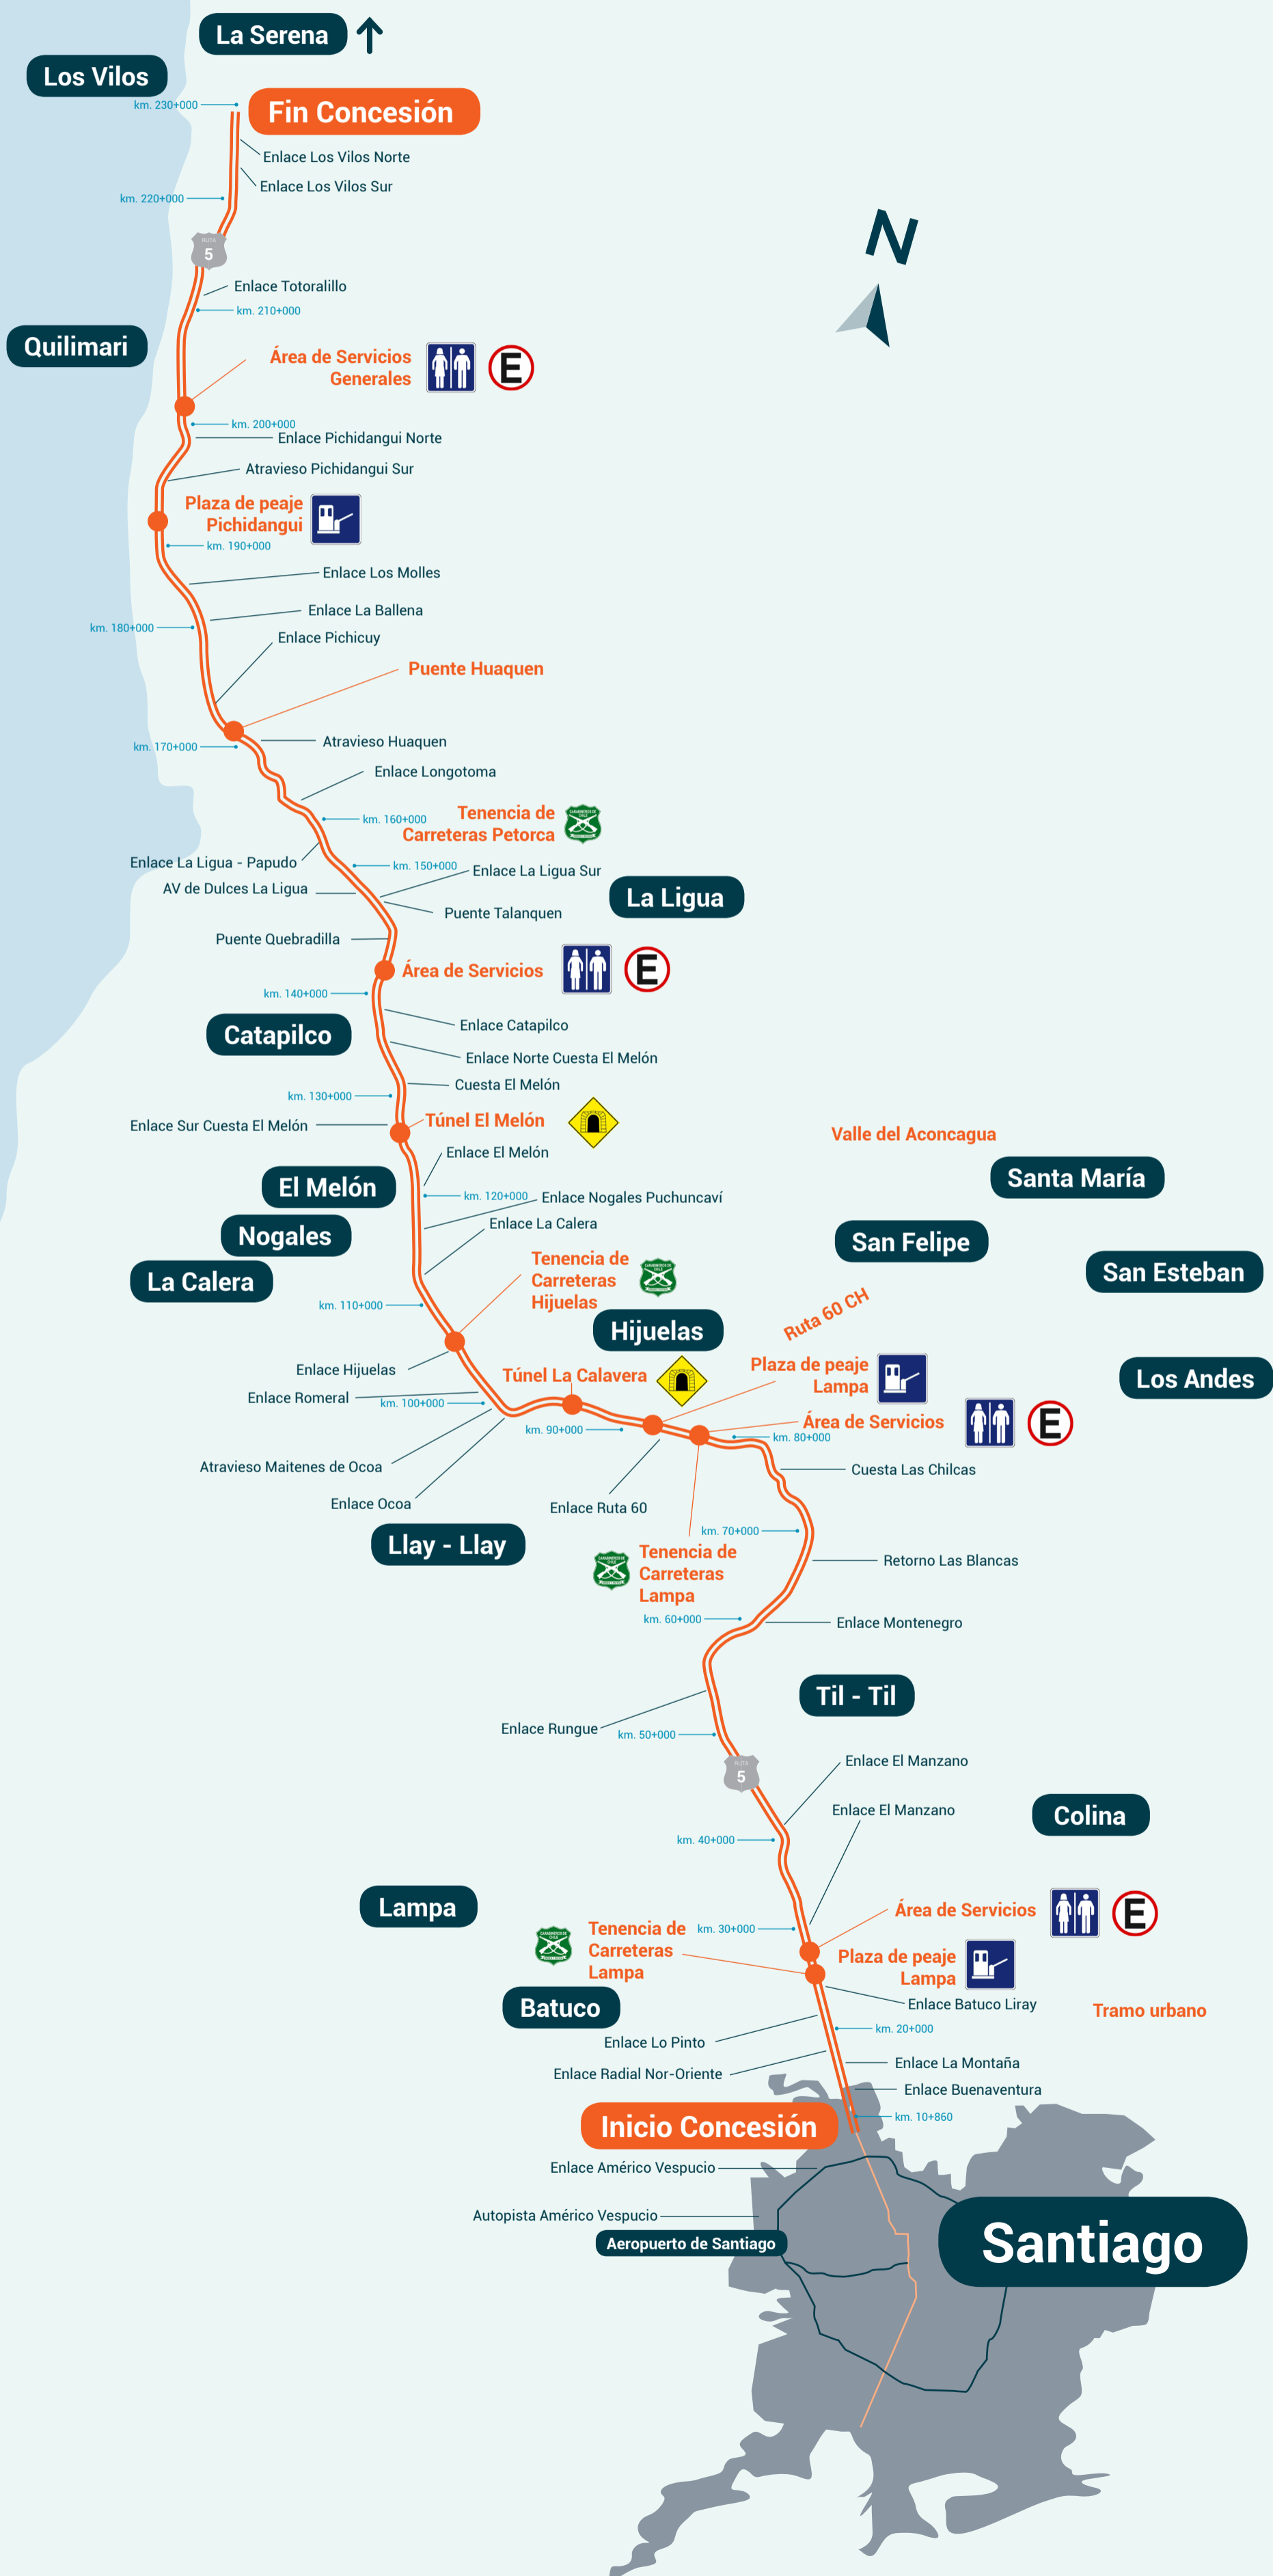 La Serena
Los Vilos
km. 230+000
Fin Concesión
Enlace Los Vilos Norte
Enlace Los Vilos Sur
km. 220+000
N
RUTA
5
Enlace Totoralillo
km. 210+000
Quilimari
Área de Servicios
Generales
E
km. 200+000
Enlace Pichidangui Norte
Atravieso Pichidangui Sur
Plaza de peaje
Pichidangui
km. 190+000
Enlace Los Molles
Enlace La Ballena
km. 180+000
Enlace Pichicuy
Puente Huaquen
Atravieso Huaquen
km. 170+000
Enlace Longotoma
Tenencia de
Carreteras Petorca
km. 160+000
Enlace La Ligua - Papudo
km. 150+000
Enlace La Ligua Sur
AV de Dulces La Ligua
La Ligua
Puente Talanquen
Puente Quebradilla
Área de Servicios
E
km. 140+000
Enlace Catapilco
Catapilco
Enlace Norte Cuesta El Melón
Cuesta El Melón
km. 130+000
Túnel El Melón
Enlace Sur Cuesta El Melón
Valle del Aconcagua
Enlace El Melón
Santa María
El Melón
km. 120+000
Enlace Nogales Puchuncaví
Enlace La Calera
Nogales
San Felipe
La Calera
Tenencia de
Carreteras
Hijuelas
San Esteban
km. 110+000
Ruta 60 CH
Hijuelas
Enlace Hijuelas
Túnel La Calavera
Plaza de peaje
Lampa
Los Andes
Enlace Romeral
km. 100+000
Área de Servicios
E
km. 90+000
km. 80+000
Atravieso Maitenes de Ocoa
Cuesta Las Chilcas
Enlace Ocoa
Enlace Ruta 60
Llay - Llay
km. 70+000
Tenencia de
Carreteras
Lampa
Retorno Las Blancas
km. 60+000
Enlace Montenegro
Til - Til
Enlace Rungue
km. 50+000
RUTA
5
Enlace El Manzano
Enlace El Manzano
Colina
km. 40+000
Lampa
Área de Servicios
E
Tenencia de
Carreteras
Lampa
km. 30+000
Plaza de peaje
Lampa
Batuco
Enlace Batuco Liray
Tramo urbano
km. 20+000
Enlace Lo Pinto
Enlace La Montaña
Enlace Radial Nor-Oriente
Enlace Buenaventura
km. 10+860
Inicio Concesión
Enlace Américo Vespucio
Autopista Américo Vespucio
Aeropuerto de Santiago
Santiago